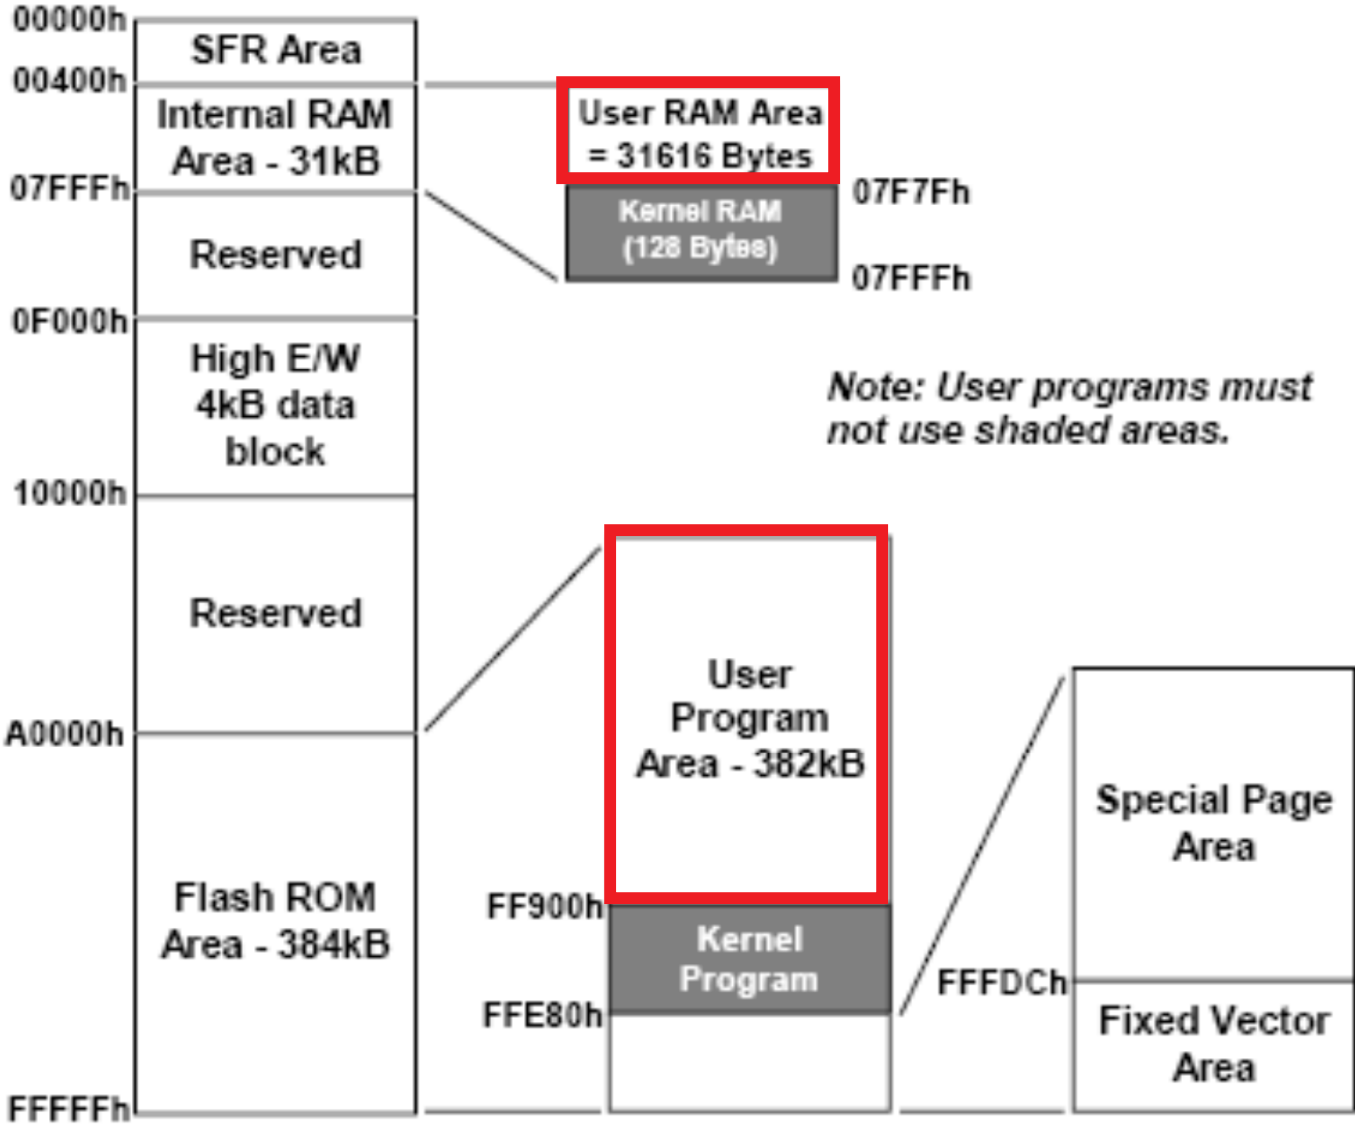 00000h
SFR Area
00400h
Internal RAM
Area - 31kB
07FFFh
Reserved
0F000h
High E/W
4kB data
block
10000h
Reserved
A0000h
Flash ROM
Area - 384kB
FFFFFh
User RAM Area
= 31616 Bytes
07F7Fh
Kernel RAM
(128 Bytes)
07FFFh
Note: User programs must
not use shaded areas.
User
Program
Area - 382kB
FF900h
Kernel
Program
FFE80h
Special Page
Area
FFFDCh
Fixed Vector
Area